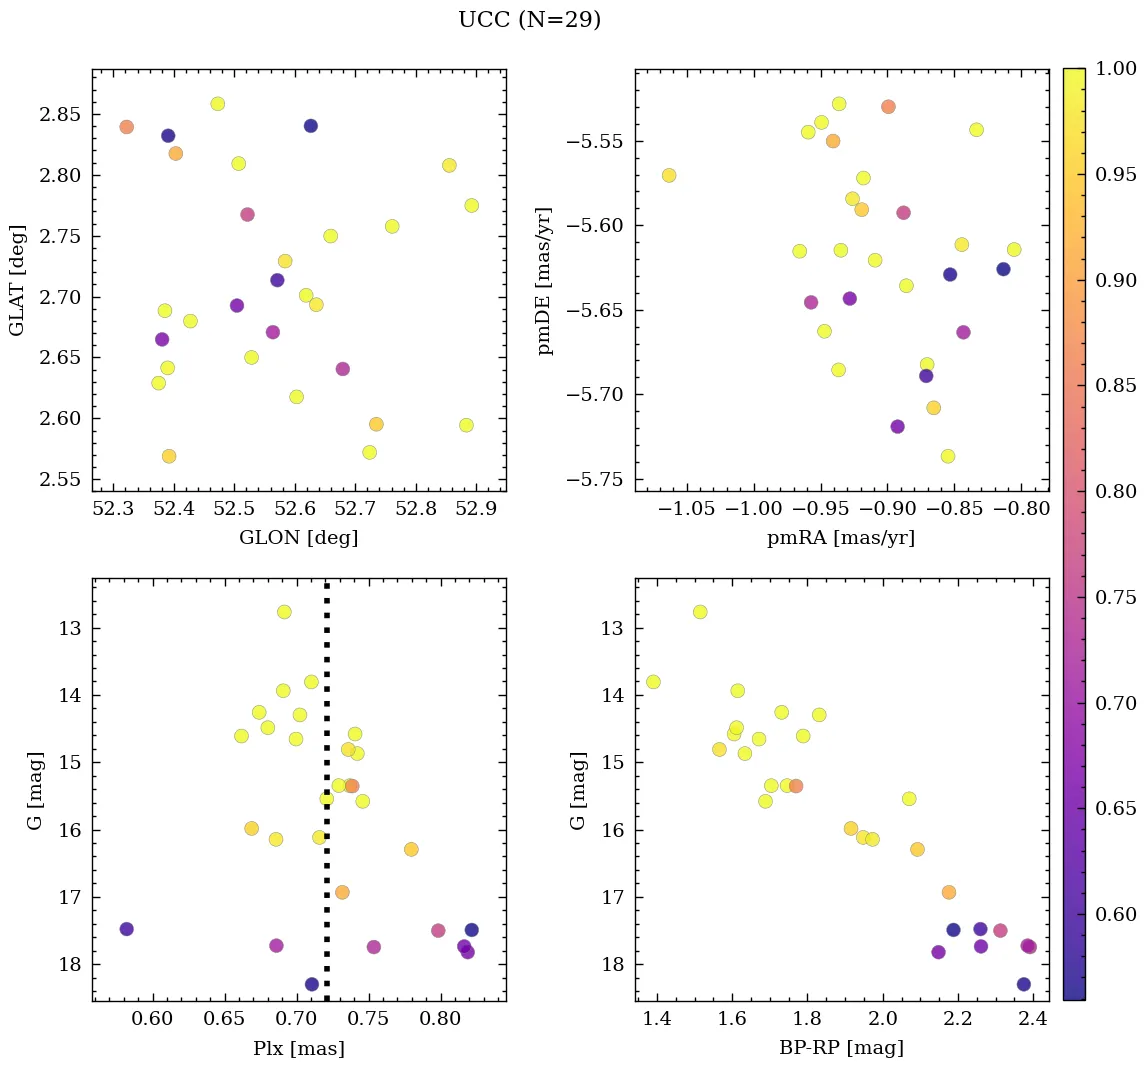 UCC (N=29)
2.85
2.80
2.75
2.70
2.65
2.60
2.55
GLAT [deg]
52.3 52.4 52.5 52.6 52.7 52.8 52.9
GLON [deg]
−5.55
−5.60
−5.65
−5.70
−5.75
pmDE [mas/yr]
−1.05 −1.00 −0.95 −0.90 −0.85 −0.80
pmRA [mas/yr]
1.00
0.95
0.90
0.85
0.80
0.75
0.70
0.65
0.60
13
14
15
16
17
18
G [mag]
0.60 0.65 0.70 0.75 0.80
Plx [mas]
13
14
15
16
17
18
G [mag]
1.4 1.6 1.8 2.0 2.2 2.4
BP-RP [mag]